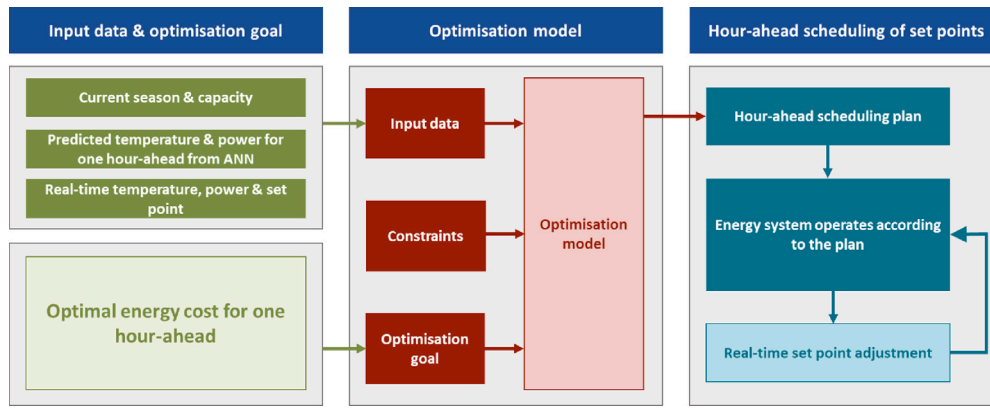 Input data & optimisation goal
Optimisation model
Hour-ahead scheduling of set points
Current season & capacity
Predicted temperature & power for
one hour-ahead from ANN
Real-time temperature, power & set
point
Optimal energy cost for one
hour-ahead
Input data
Constraints
Optimisation
goal
Optimisation
model
Hour-ahead scheduling plan
Energy system operates according
to the plan
Real-time set point adjustment